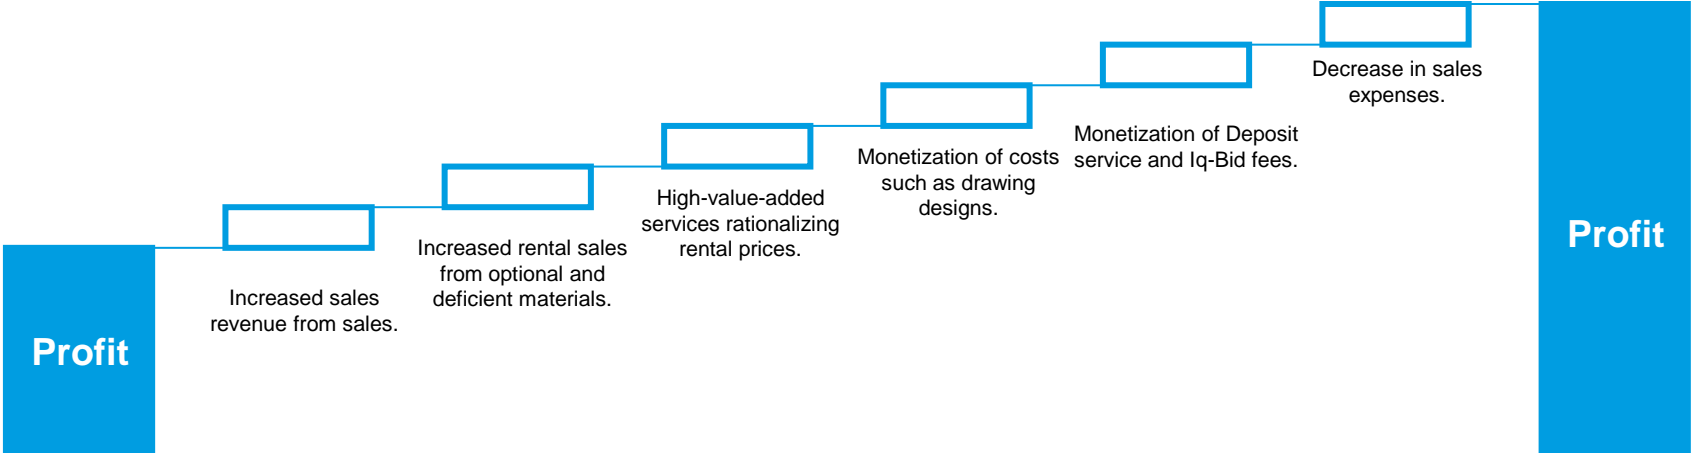 Profit
Increased sales
revenue from sales.
Increased rental sales
from optional and
deficient materials.
High-value-added
services rationalizing
rental prices.
Monetization of costs
such as drawing
designs.
Monetization of Deposit
service and Iq-Bid fees.
Decrease in sales
expenses.
Profit